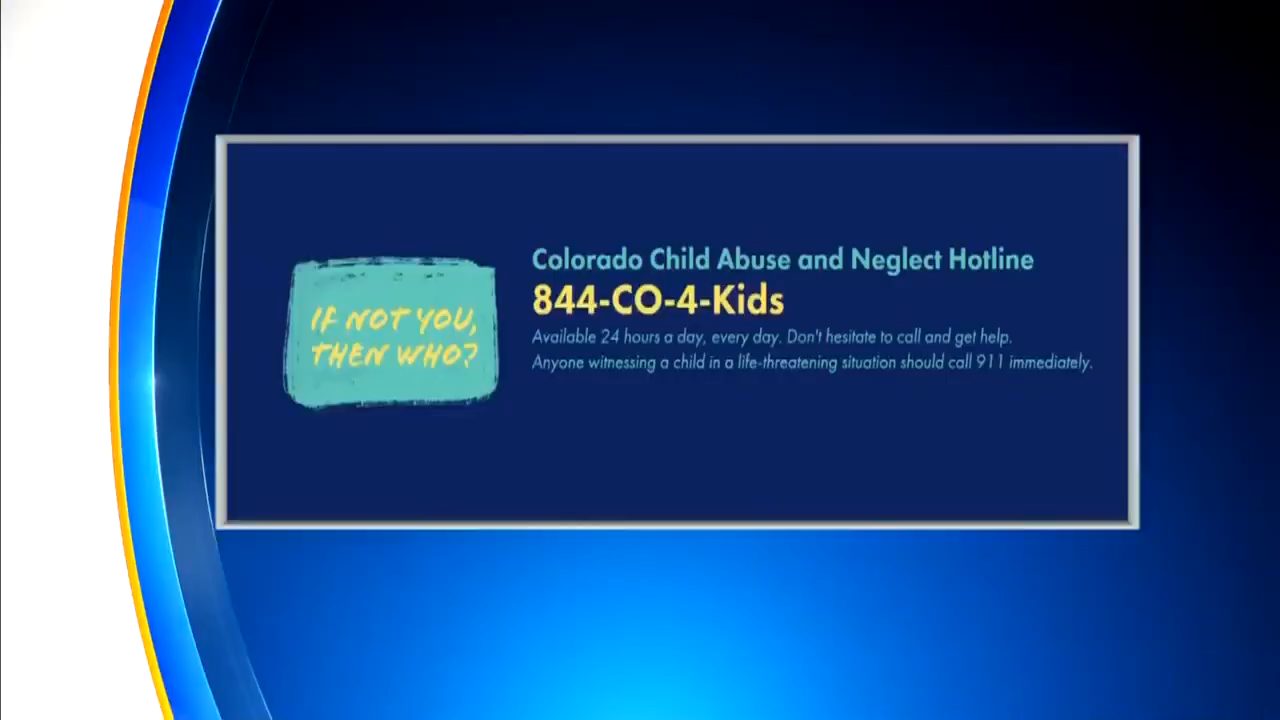 IF NOT YOU,
THEN WHO?
Colorado Child Abuse and Neglect Hotline
844-CO-4-Kids
Available 24 hours a day, every day. Don't hesitate to call and get help.
Anyone witnessing a child in a life-threatening situation should call 911 immediately.